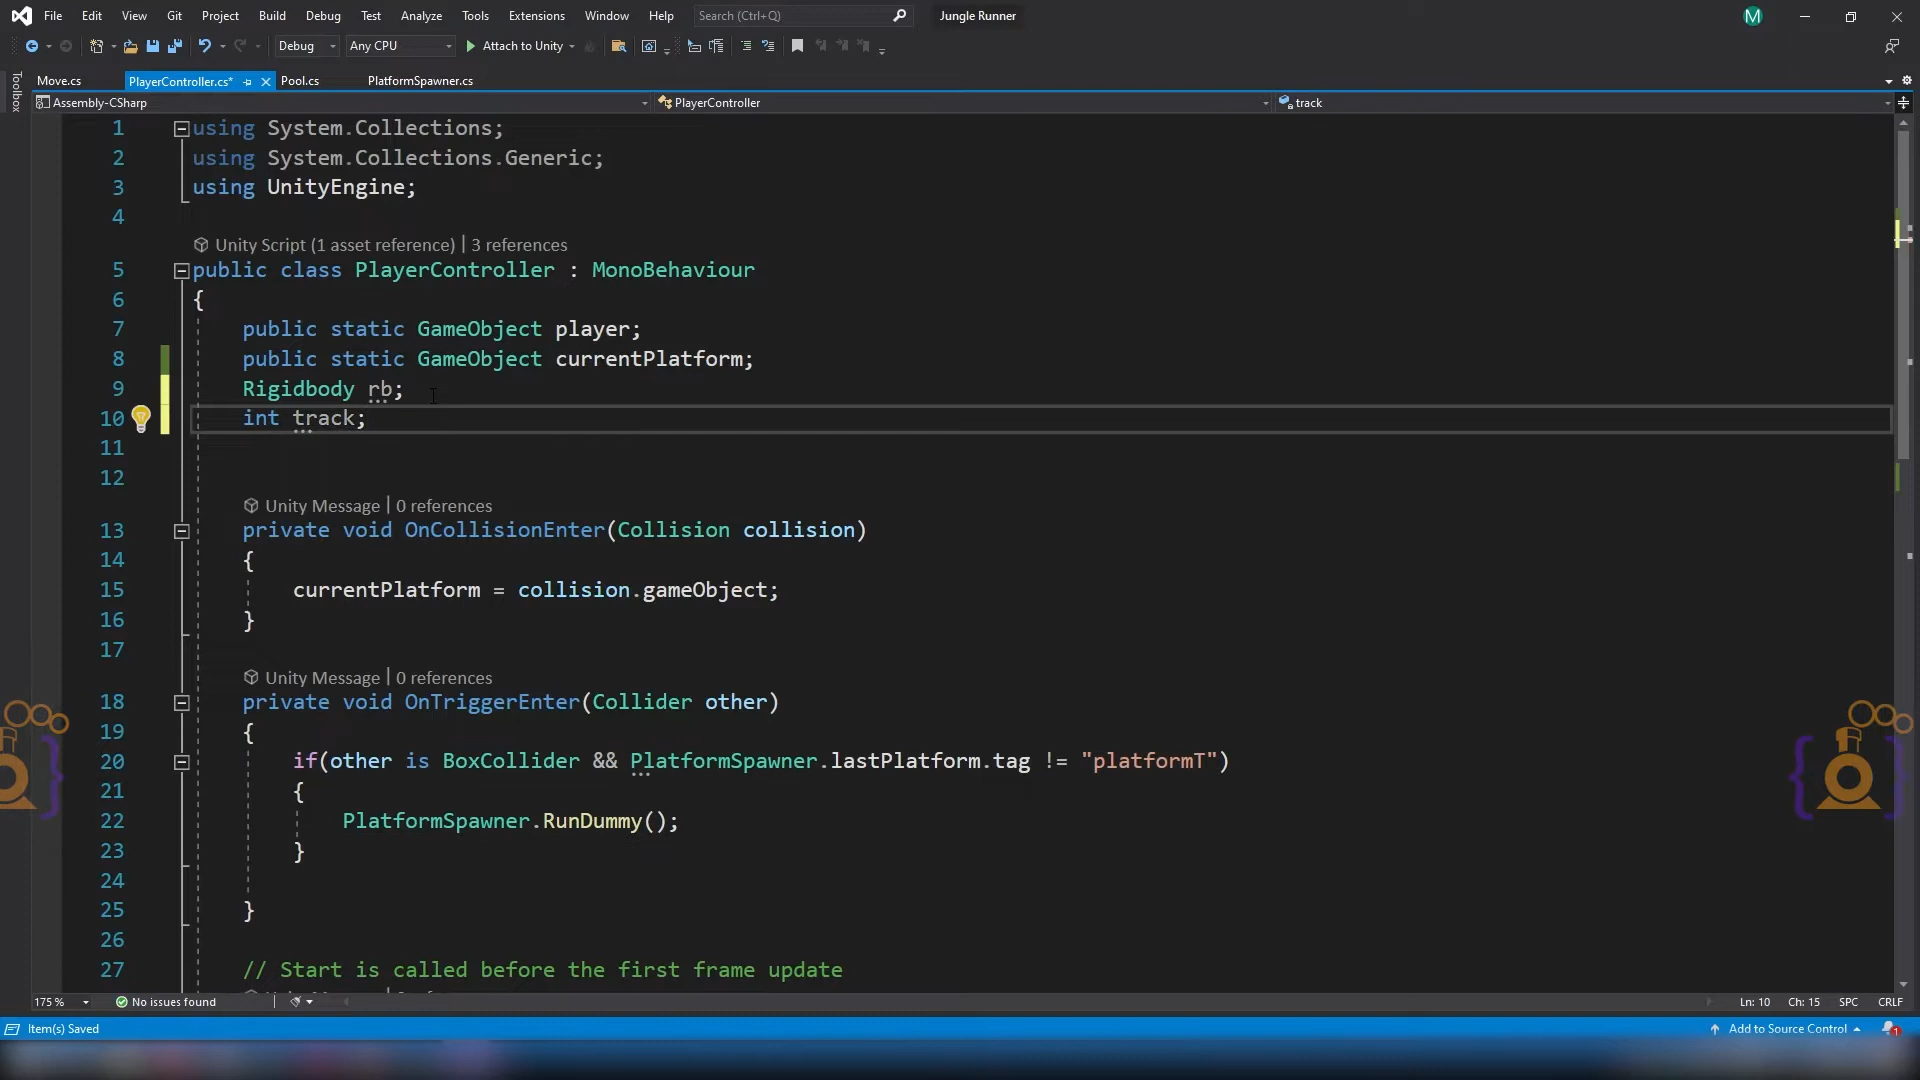 File Edit View Git Project Build Debug Test Analyze Tools Extensions Window Help Search (Ctrl+Q) Jungle Runner M
Debug Any CPU Attach to Unity
Toolbox
Move.cs PlayerController.cs* Pool.cs PlatformSpawner.cs
Assembly-CSharp PlayerController track
1 using System.Collections;
2 using System.Collections.Generic;
3 using UnityEngine;
4
Unity Script (1 asset reference) | 3 references
5 public class PlayerController : MonoBehaviour
6 {
7 public static GameObject player;
8 public static GameObject currentPlatform;
9 Rigidbody rb;
10 int track;
11
12
Unity Message | 0 references
13 private void OnCollisionEnter(Collision collision)
14 {
15 currentPlatform = collision.gameObject;
16 }
17
Unity Message | 0 references
18 private void OnTriggerEnter(Collider other)
19 {
20 if(other is BoxCollider && PlatformSpawner.lastPlatform.tag != "platformT")
21 {
22 PlatformSpawner.RunDummy();
23 }
24
25 }
26
27 // Start is called before the first frame update
175 % No issues found Ln: 10 Ch: 15 SPC CRLF
Item(s) Saved Add to Source Control 1